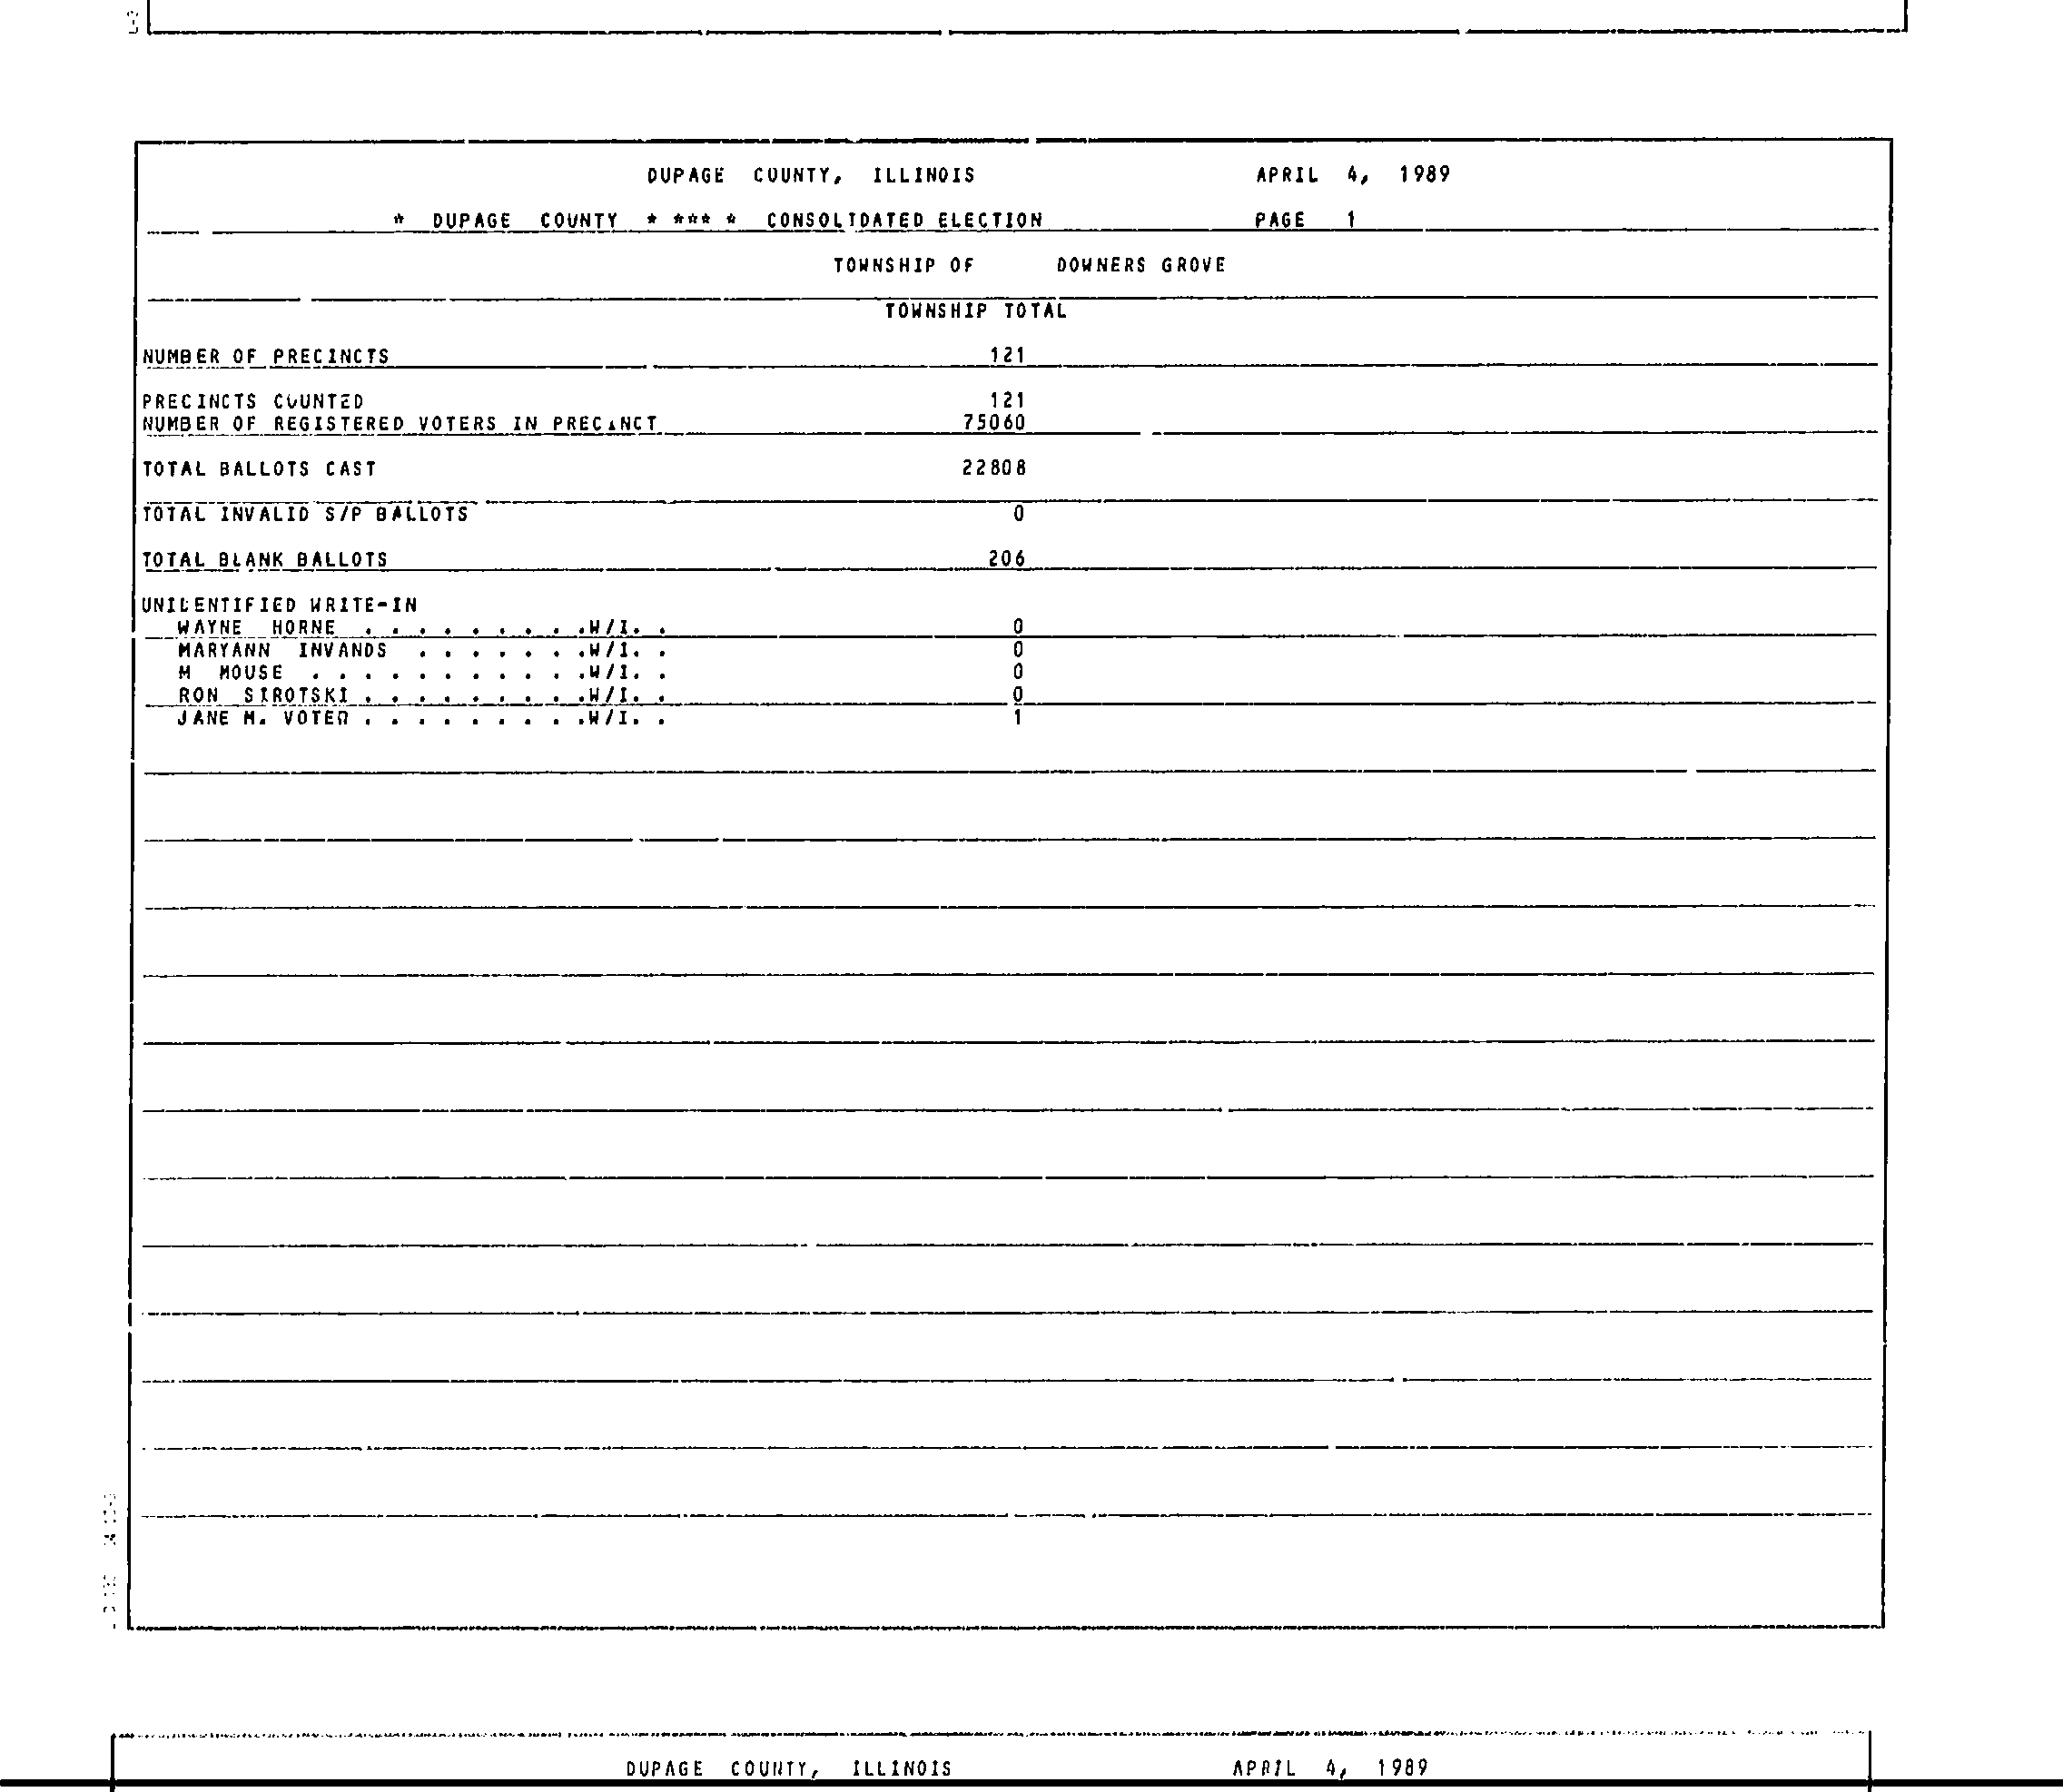 DUPAGE COUNTY, ILLINOIS APRIL 4, 1989
* DUPAGE COUNTY * *** * CONSOLIDATED ELECTION PAGE 1
TOWNSHIP OF DOWNERS GROVE
TOWNSHIP TOTAL
NUMBER OF PRECINCTS 121
PRECINCTS COUNTED 121
NUMBER OF REGISTERED VOTERS IN PRECINCT 75060
TOTAL BALLOTS CAST 22808
TOTAL INVALID S/P BALLOTS 0
TOTAL BLANK BALLOTS 206
UNIDENTIFIED WRITE-IN
WAYNE HORNE . . . . . . . . .W/I. . 0
MARYANN INVANDS . . . . . . .W/I. . 0
M MOUSE . . . . . . . . . . .W/I. . 0
RON SIROTSKI . . . . . . . . .W/I. . 0
JANE M. VOTER . . . . . . . . .W/I. . 1
DUPAGE COUNTY, ILLINOIS APRIL 4, 1989